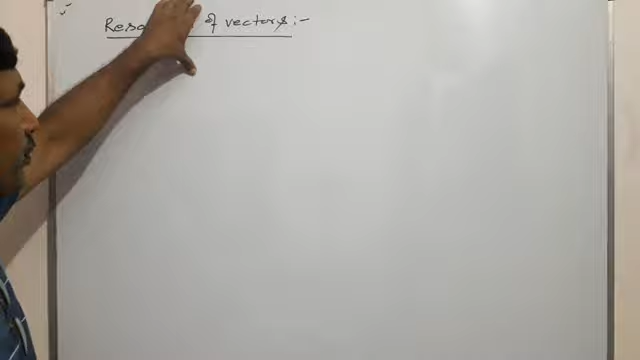 of vectors :-